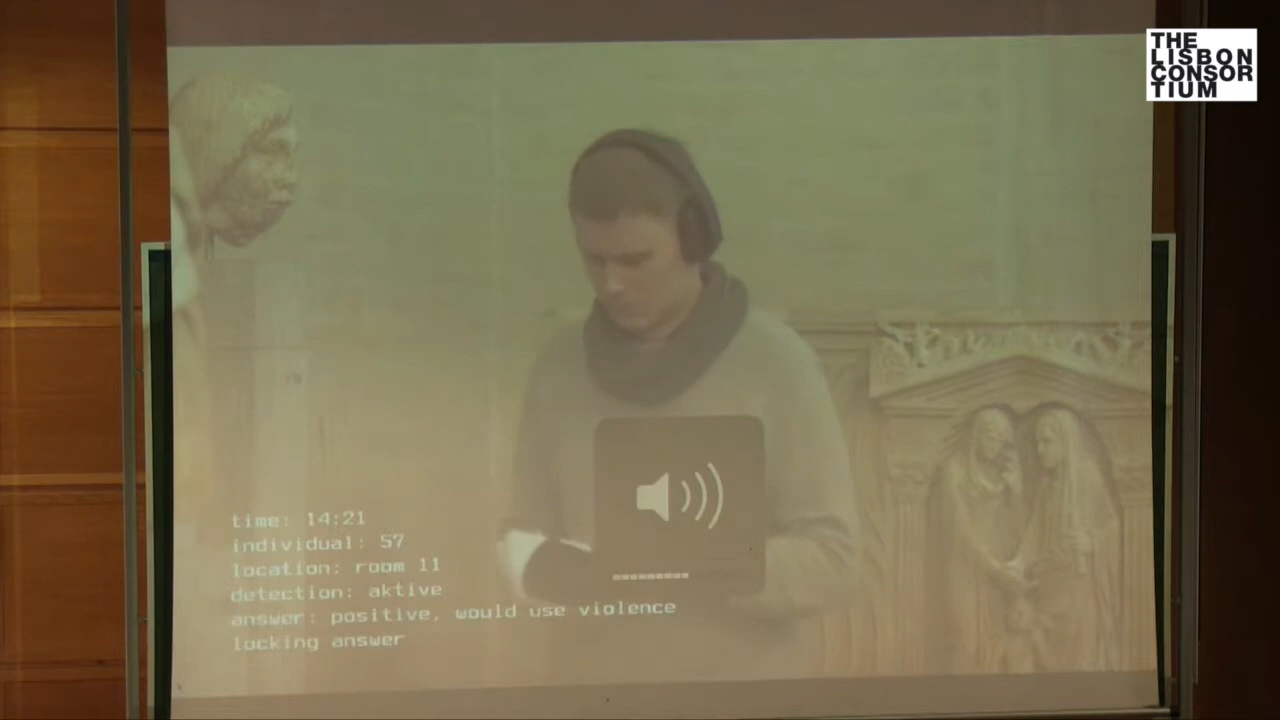 THE
LISBON
CONSOR
TIUM
time: 14:21
individual: 57
location: room 11
detection: aktive
answer: positive, would use violence
locking answer